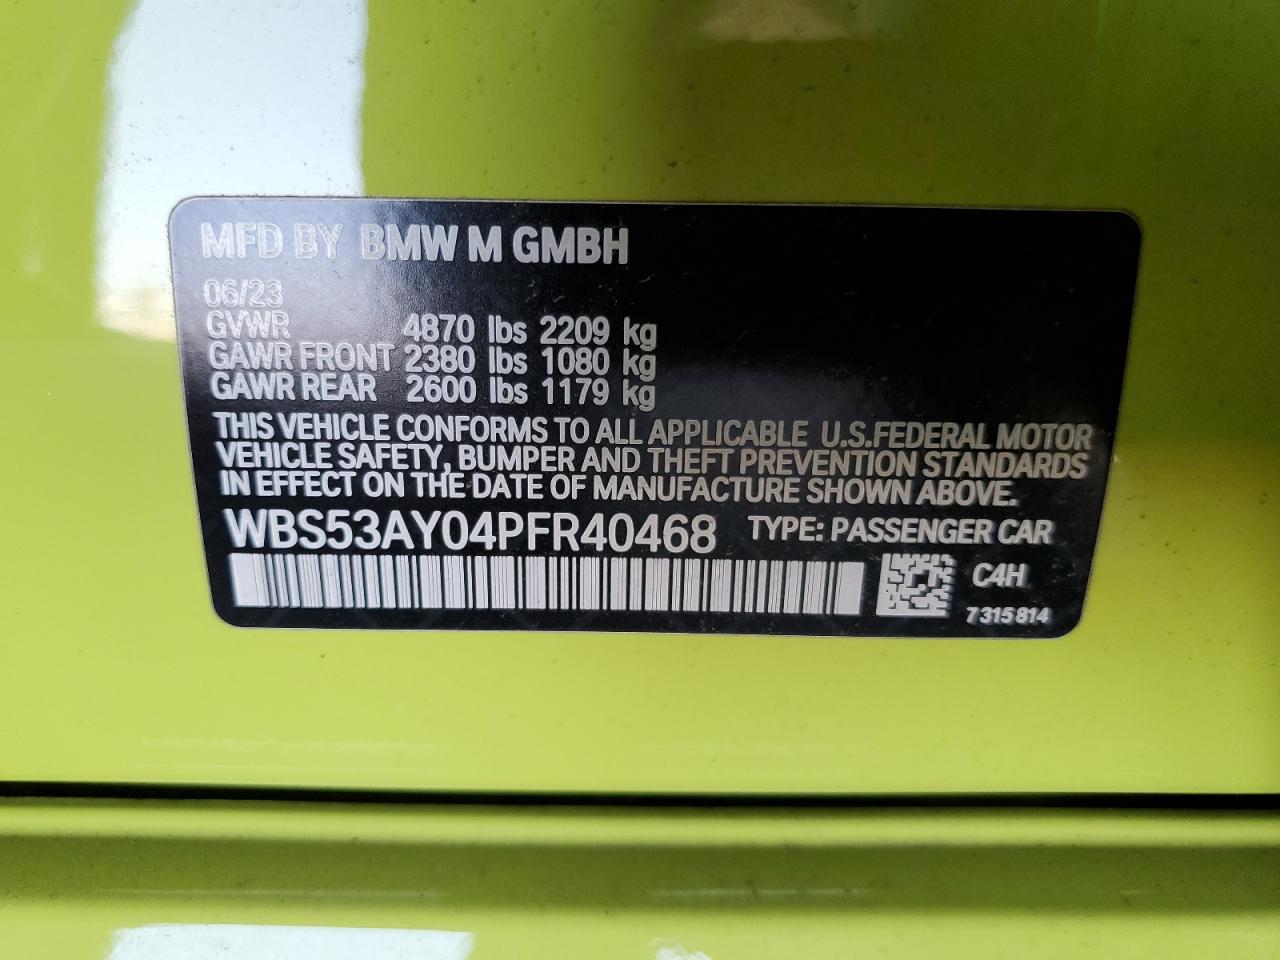 MFD BY BMW M GMBH
06/23
GVWR 4870 lbs 2209 kg
GAWR FRONT 2380 lbs 1080 kg
GAWR REAR 2600 lbs 1179 kg
THIS VEHICLE CONFORMS TO ALL APPLICABLE U.S.FEDERAL MOTOR
VEHICLE SAFETY, BUMPER AND THEFT PREVENTION STANDARDS
IN EFFECT ON THE DATE OF MANUFACTURE SHOWN ABOVE.
WBS53AY04PFR40468 TYPE: PASSENGER CAR
C4H
7 315 814